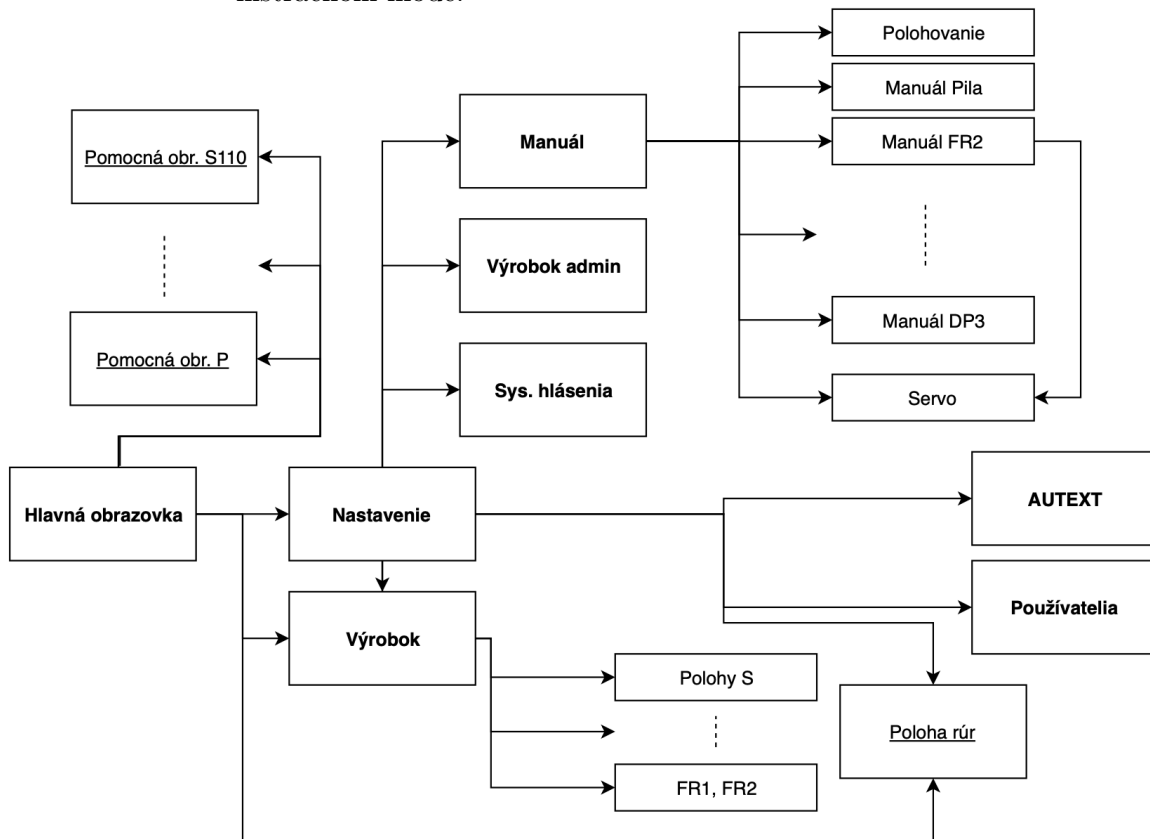 Polohovanie
Manuál Pila
Manuál FR2
Pomocná obr. S110
Manuál
Výrobok admin
Manuál DP3
Pomocná obr. P
Sys. hlásenia
Servo
Hlavná obrazovka
Nastavenie
AUTEXT
Používatelia
Výrobok
Polohy S
Poloha rúr
FR1, FR2